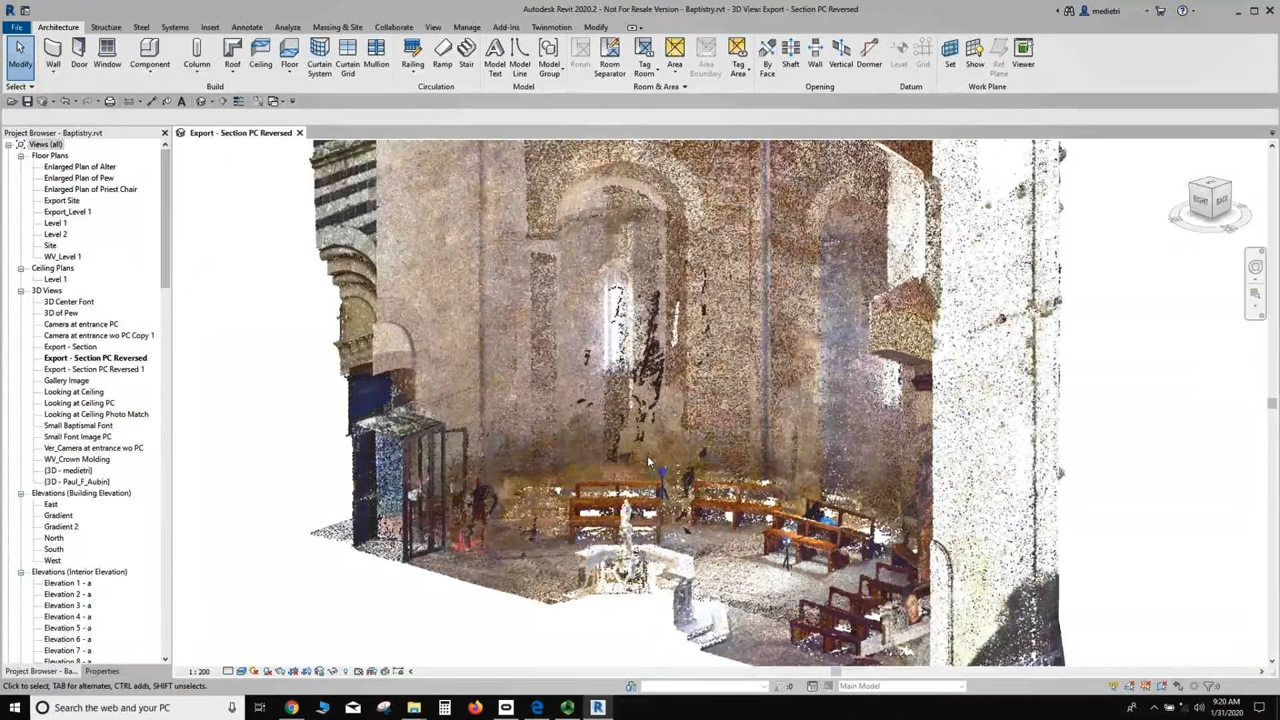 Autodesk Revit 2020.2 - Not For Resale Version - Baptistry.rvt - 3D View: Export - Section PC Reversed
medietri
File Architecture Structure Steel Systems Insert Annotate Analyze Massing & Site Collaborate View Manage Add-Ins Twinmotion Modify
Modify Wall Door Window Component Column Roof Ceiling Floor Curtain System Curtain Grid Mullion Railing Ramp Stair Model Text Model Line Model Group Room Room Separator Tag Room Area Area Boundary Tag Area By Face Shaft Wall Vertical Dormer Level Grid Set Show Ref Plane Viewer
Select Build Circulation Model Room & Area Opening Datum Work Plane
Project Browser - Baptistry.rvt
Export - Section PC Reversed
Views (all)
Floor Plans
Enlarged Plan of Alter
Enlarged Plan of Pew
Enlarged Plan of Priest Chair
Export Site
Export_Level 1
Level 1
Level 2
Site
WV_Level 1
Ceiling Plans
Level 1
3D Views
3D Center Font
3D of Pew
Camera at entrance PC
Camera at entrance wo PC Copy 1
Export - Section
Export - Section PC Reversed
Export - Section PC Reversed 1
Gallery Image
Looking at Ceiling
Looking at Ceiling PC
Looking at Ceiling Photo Match
Small Baptismal Font
Small Font Image PC
Ver_Camera at entrance wo PC
WV_Crown Molding
{3D - medietri}
{3D - Paul_F_Aubin}
Elevations (Building Elevation)
East
Gradient
Gradient 2
North
South
West
Elevations (Interior Elevation)
Elevation 1 - a
Elevation 2 - a
Elevation 3 - a
Elevation 4 - a
Elevation 5 - a
Elevation 6 - a
Elevation 7 - a
Elevation 8 - a
RIGHT BACK
Project Browser - Ba... Properties
1 : 200
Click to select, TAB for alternates, CTRL adds, SHIFT unselects.
:0 Main Model :0
Search the web and your PC
9:20 AM
1/31/2020